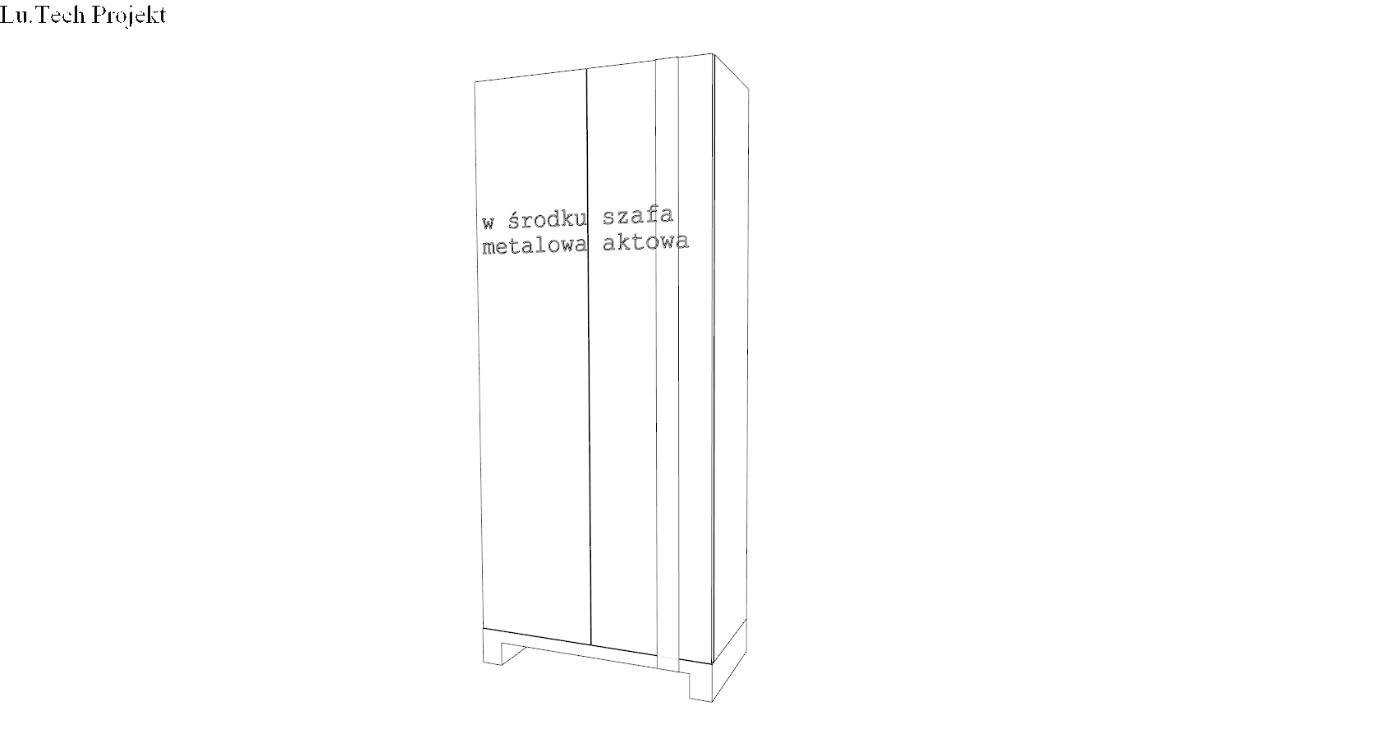 Lu.Tech Projekt
w środku szafa
metalowa aktowa